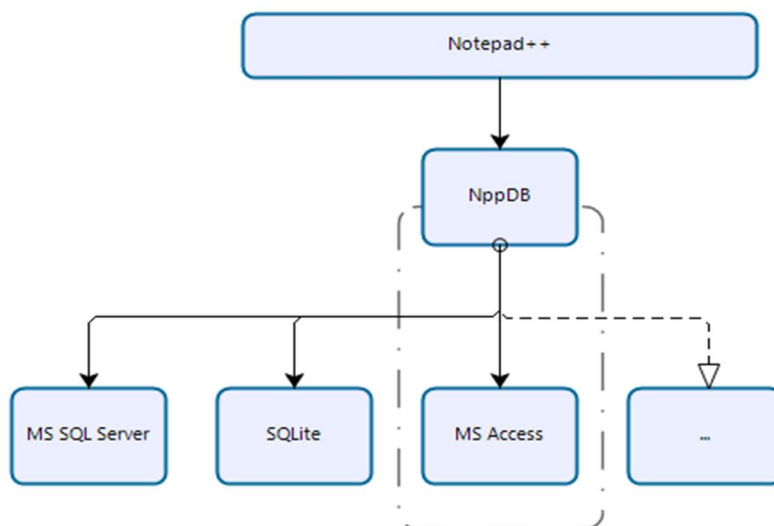 Notepad++
NppDB
MS SQL Server
SQLite
MS Access
...